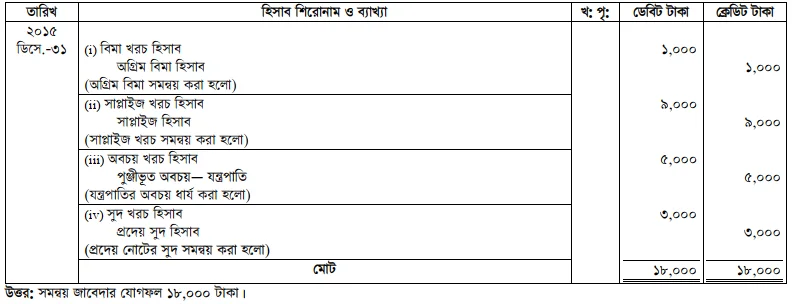 তারিখ হিসাব শিরোনাম ও ব্যাখ্যা খ: পৃ: ডেবিট টাকা ক্রেডিট টাকা
২০১৫
ডিসে.-৩১ (i) বিমা খরচ হিসাব ১,০০০
অগ্রিম বিমা হিসাব ১,০০০
(অগ্রিম বিমা সমন্বয় করা হলো)
(ii) সাপ্লাইজ খরচ হিসাব ৯,০০০
সাপ্লাইজ হিসাব ৯,০০০
(সাপ্লাইজ খরচ সমন্বয় করা হলো)
(iii) অবচয় খরচ হিসাব ৫,০০০
পুঞ্জীভূত অবচয়— যন্ত্রপাতি ৫,০০০
(যন্ত্রপাতির অবচয় ধার্য করা হলো)
(iv) সুদ খরচ হিসাব ৩,০০০
প্রদেয় সুদ হিসাব ৩,০০০
(প্রদেয় নোটের সুদ সমন্বয় করা হলো)
মোট ১৮,০০০ ১৮,০০০
উত্তর: সমন্বয় জাবেদার যোগফল ১৮,০০০ টাকা।